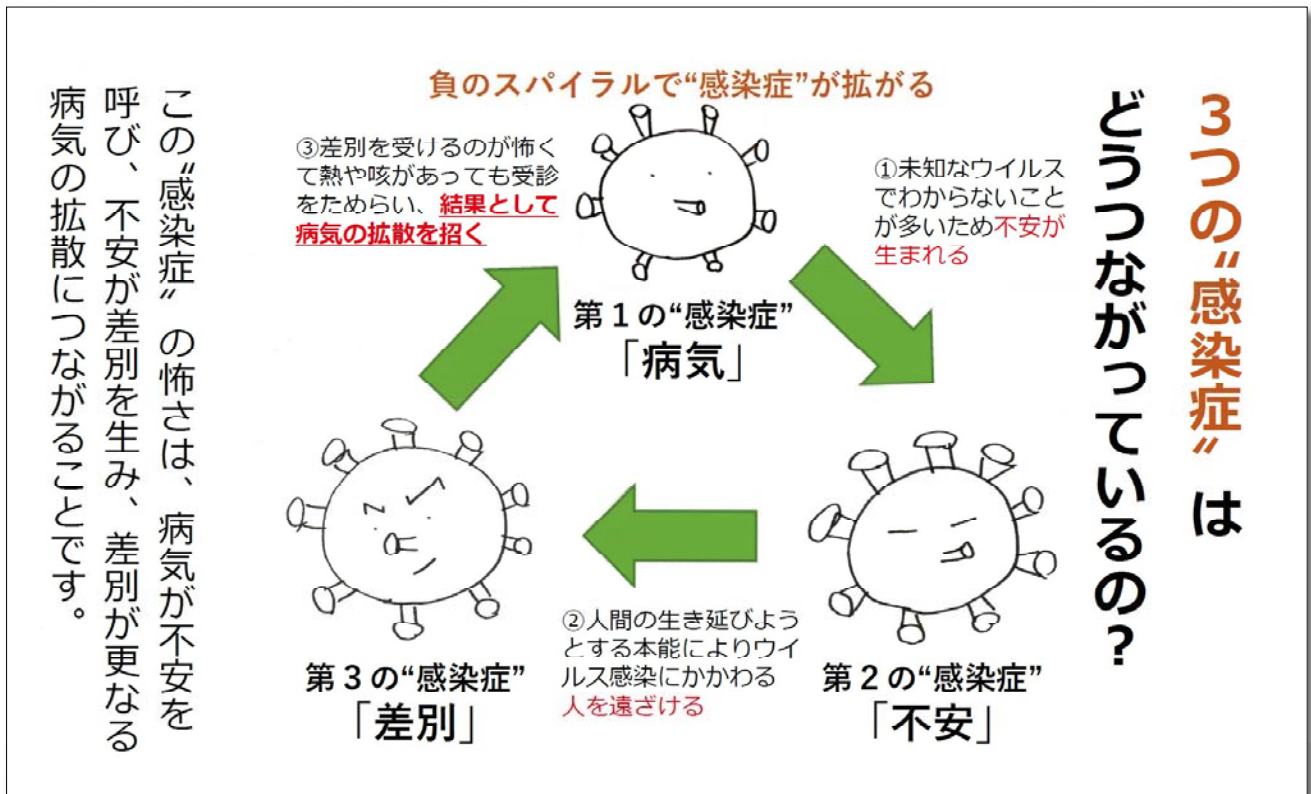 3つの“感染症”は
どうつながっているの?
負のスパイラルで“感染症”が拡がる
①未知なウイルス
でわからないこと
が多いため不安が
生まれる
③差別を受けるのが怖く
て熱や咳があっても受診
をためらい、結果として
病気の拡散を招く
第1の“感染症”
「病気」
第2の“感染症”
「不安」
②人間の生き延びよう
とする本能によりウイ
ルス感染にかかわる
人を遠ざける
第3の“感染症”
「差別」
この“感染症”の怖さは、病気が不安を
呼び、不安が差別を生み、差別が更なる
病気の拡散につながることです。